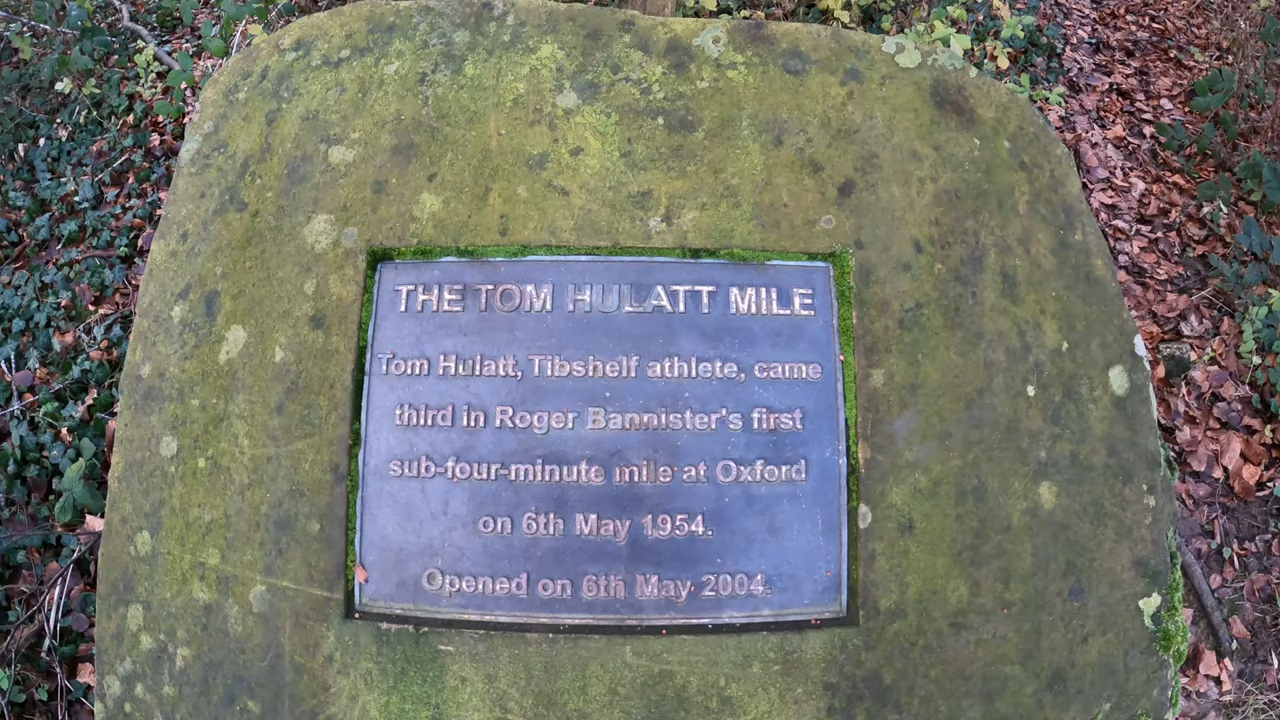 THE TOM HULATT MILE
Tom Hulatt, Tibshelf athlete, came
third in Roger Bannister's first
sub-four-minute mile at Oxford
on 6th May 1954.
Opened on 6th May 2004.